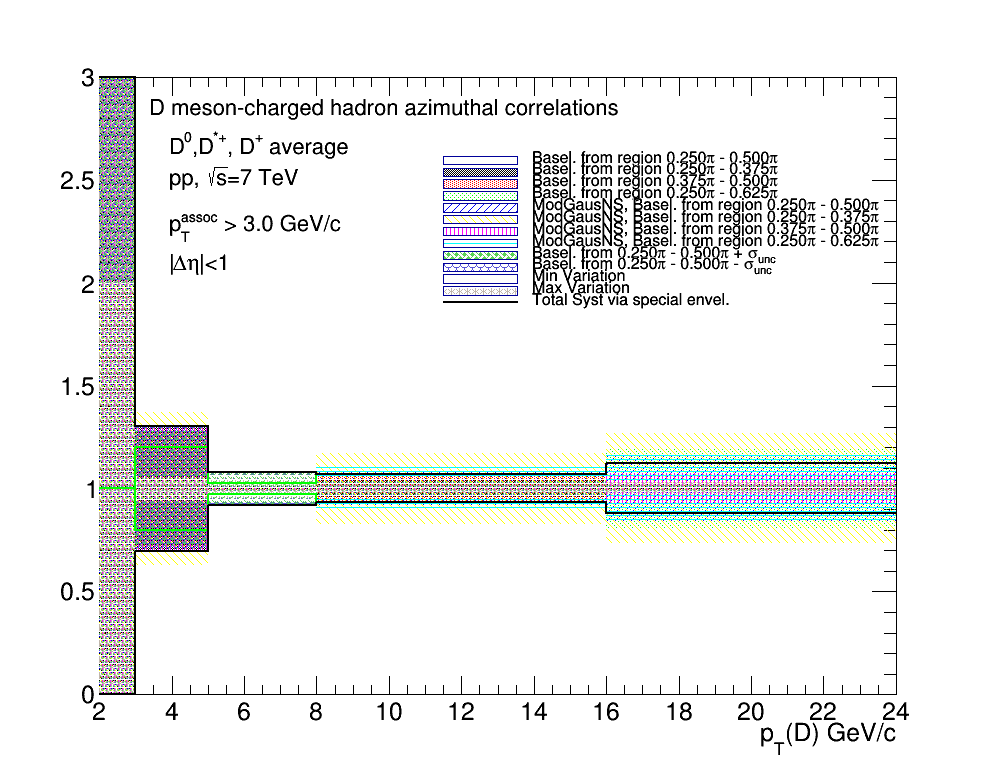 D meson-charged hadron azimuthal correlations
D⁰,D*⁺, D⁺ average
pp, √s=7 TeV
p_T^assoc > 3.0 GeV/c
|Δη|<1
Basel. from region 0.250π - 0.500π
Basel. from region 0.250π - 0.375π
Basel. from region 0.375π - 0.500π
Basel. from region 0.250π - 0.625π
ModGausNS, Basel. from region 0.250π - 0.500π
ModGausNS, Basel. from region 0.250π - 0.375π
ModGausNS, Basel. from region 0.375π - 0.500π
ModGausNS, Basel. from region 0.250π - 0.625π
Basel. from 0.250π - 0.500π + σ_unc
Basel. from 0.250π - 0.500π - σ_unc
Min Variation
Max Variation
Total Syst via special envel.
3
2.5
2
1.5
1
0.5
0
2 4 6 8 10 12 14 16 18 20 22 24
p_T(D) GeV/c